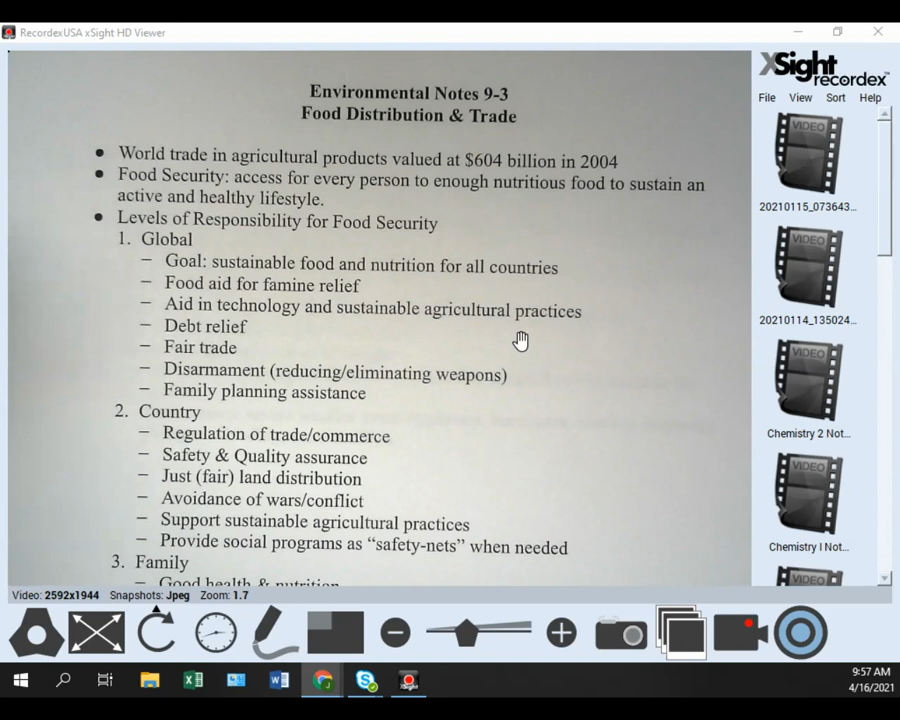 RecordexUSA xSight HD Viewer
Environmental Notes 9-3
Food Distribution & Trade
• World trade in agricultural products valued at $604 billion in 2004
• Food Security: access for every person to enough nutritious food to sustain an
active and healthy lifestyle.
• Levels of Responsibility for Food Security
1. Global
− Goal: sustainable food and nutrition for all countries
− Food aid for famine relief
− Aid in technology and sustainable agricultural practices
− Debt relief
− Fair trade
− Disarmament (reducing/eliminating weapons)
− Family planning assistance
2. Country
− Regulation of trade/commerce
− Safety & Quality assurance
− Just (fair) land distribution
− Avoidance of wars/conflict
− Support sustainable agricultural practices
− Provide social programs as “safety-nets” when needed
3. Family
− Good health & nutrition
XSight
recordex™
File View Sort Help
VIDEO
20210115_073643...
VIDEO
20210114_135024...
VIDEO
Chemistry 2 Not...
VIDEO
Chemistry I Not...
VIDEO
Video: 2592x1944 Snapshots: Jpeg Zoom: 1.7
9:57 AM
4/16/2021